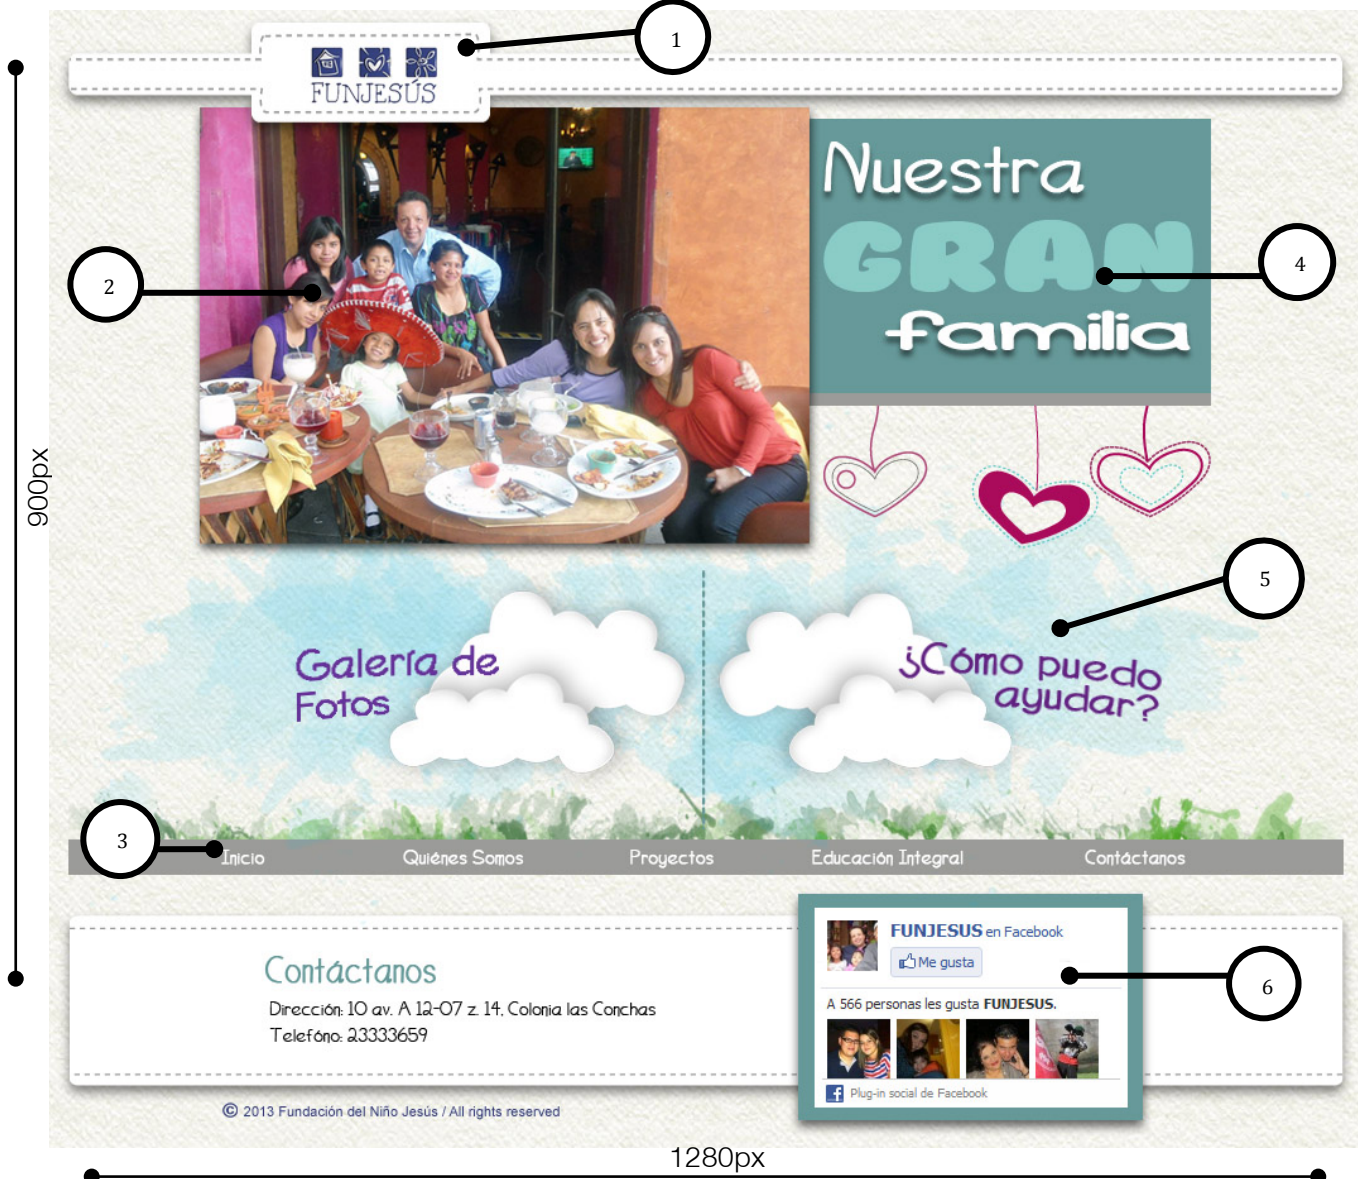 1
FUNJESÚS
Nuestra
GRAN
familia
2
4
900px
5
Galería de
Fotos
¿Cómo puedo
ayudar?
3
Inicio Quiénes Somos Proyectos Educación Integral Contáctanos
FUNJESUS en Facebook
Me gusta
Contáctanos
Dirección: 10 av. A 12-07 z. 14, Colonia las Conchas
Telefóno: 23333659
6
A 566 personas les gusta FUNJESUS.
Plug-in social de Facebook
© 2013 Fundación del Niño Jesús / All rights reserved
1280px